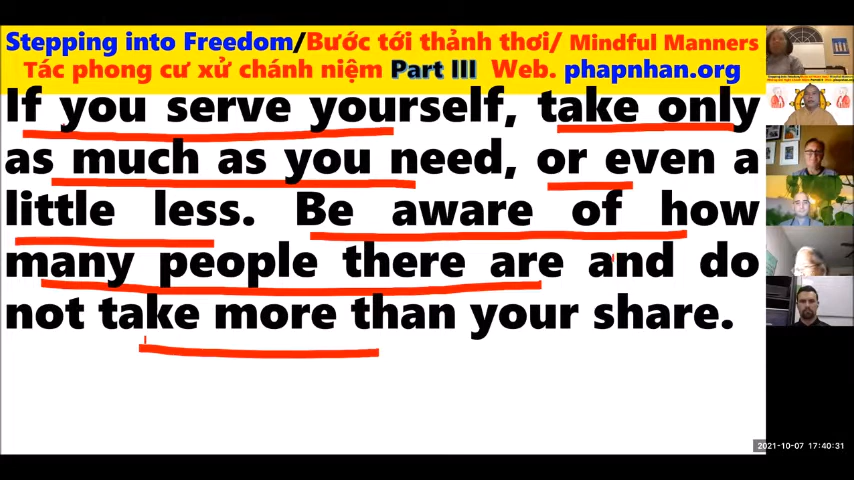 Stepping into Freedom/Bước tới thảnh thơi/ Mindful Manners
Tác phong cư xử chánh niệm Part III Web. phapnhan.org
If you serve yourself, take only
as much as you need, or even a
little less. Be aware of how
many people there are and do
not take more than your share.
2021-10-07 17:40:31